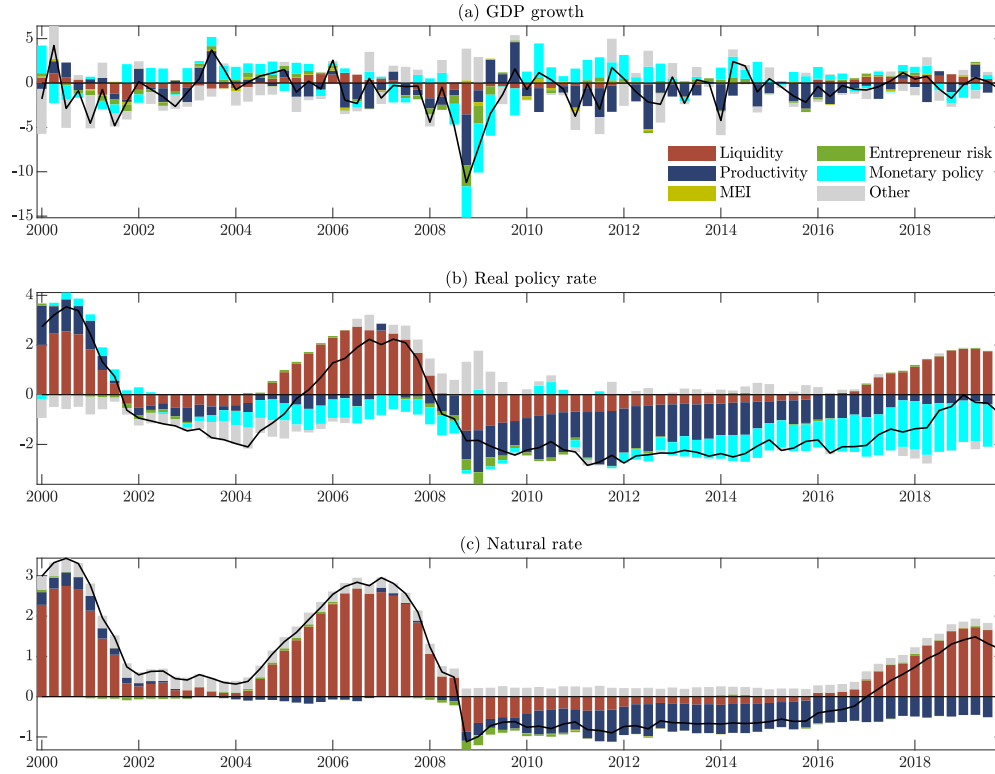 (a) GDP growth
5
0
-5
-10
-15
Liquidity
Productivity
MEI
Entrepreneur risk
Monetary policy
Other
2000 2002 2004 2006 2008 2010 2012 2014 2016 2018
(b) Real policy rate
4
2
0
-2
2000 2002 2004 2006 2008 2010 2012 2014 2016 2018
(c) Natural rate
3
2
1
0
-1
2000 2002 2004 2006 2008 2010 2012 2014 2016 2018